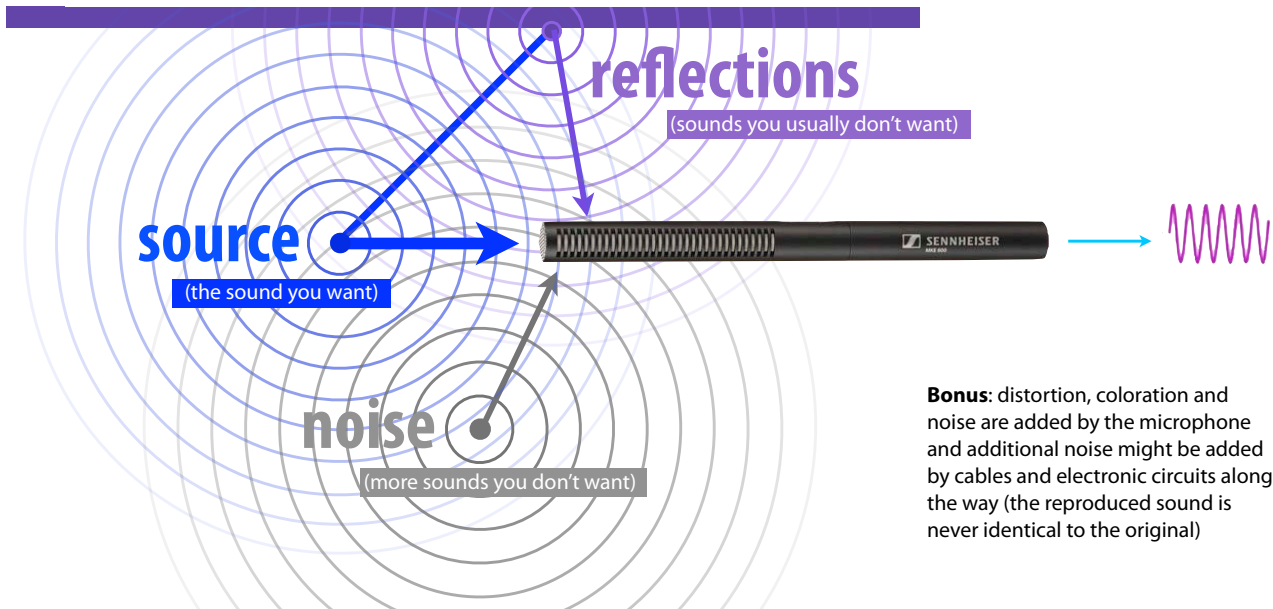 reflections
(sounds you usually don't want)
source
(the sound you want)
SENNHEISER
MKE 600
noise
(more sounds you don't want)
Bonus: distortion, coloration and
noise are added by the microphone
and additional noise might be added
by cables and electronic circuits along
the way (the reproduced sound is
never identical to the original)